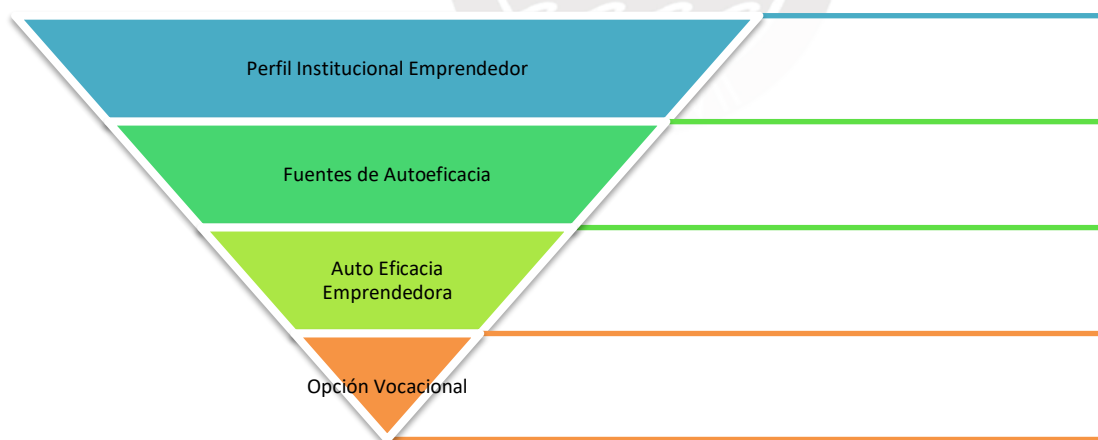 Perfil Institucional Emprendedor
Fuentes de Autoeficacia
Auto Eficacia
Emprendedora
Opción Vocacional